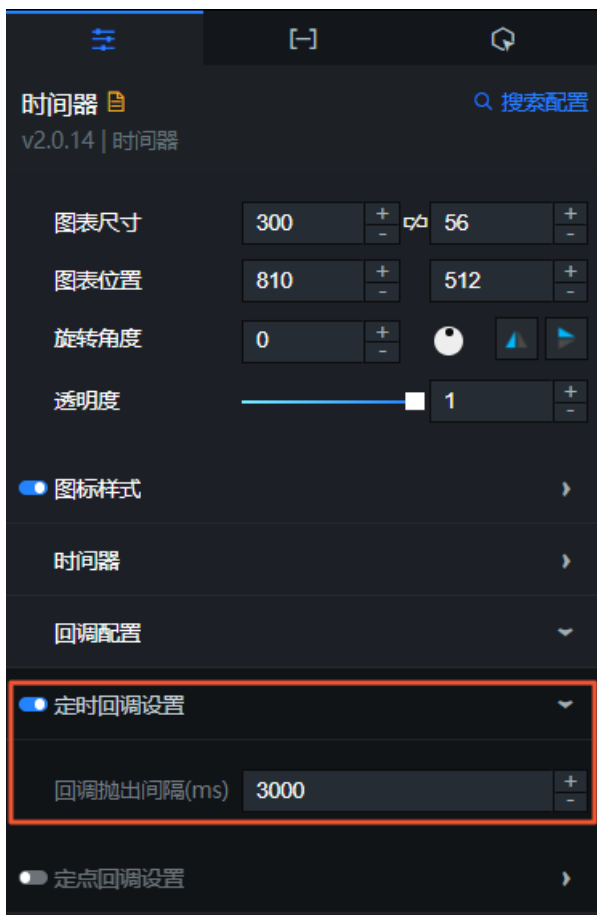 时间器 搜索配置
v2.0.14 | 时间器
图表尺寸 300 + - 56 + -
图表位置 810 + - 512 + -
旋转角度 0 + -
透明度 1 + -
图标样式
时间器
回调配置
定时回调设置
回调抛出间隔(ms) 3000 + -
定点回调设置